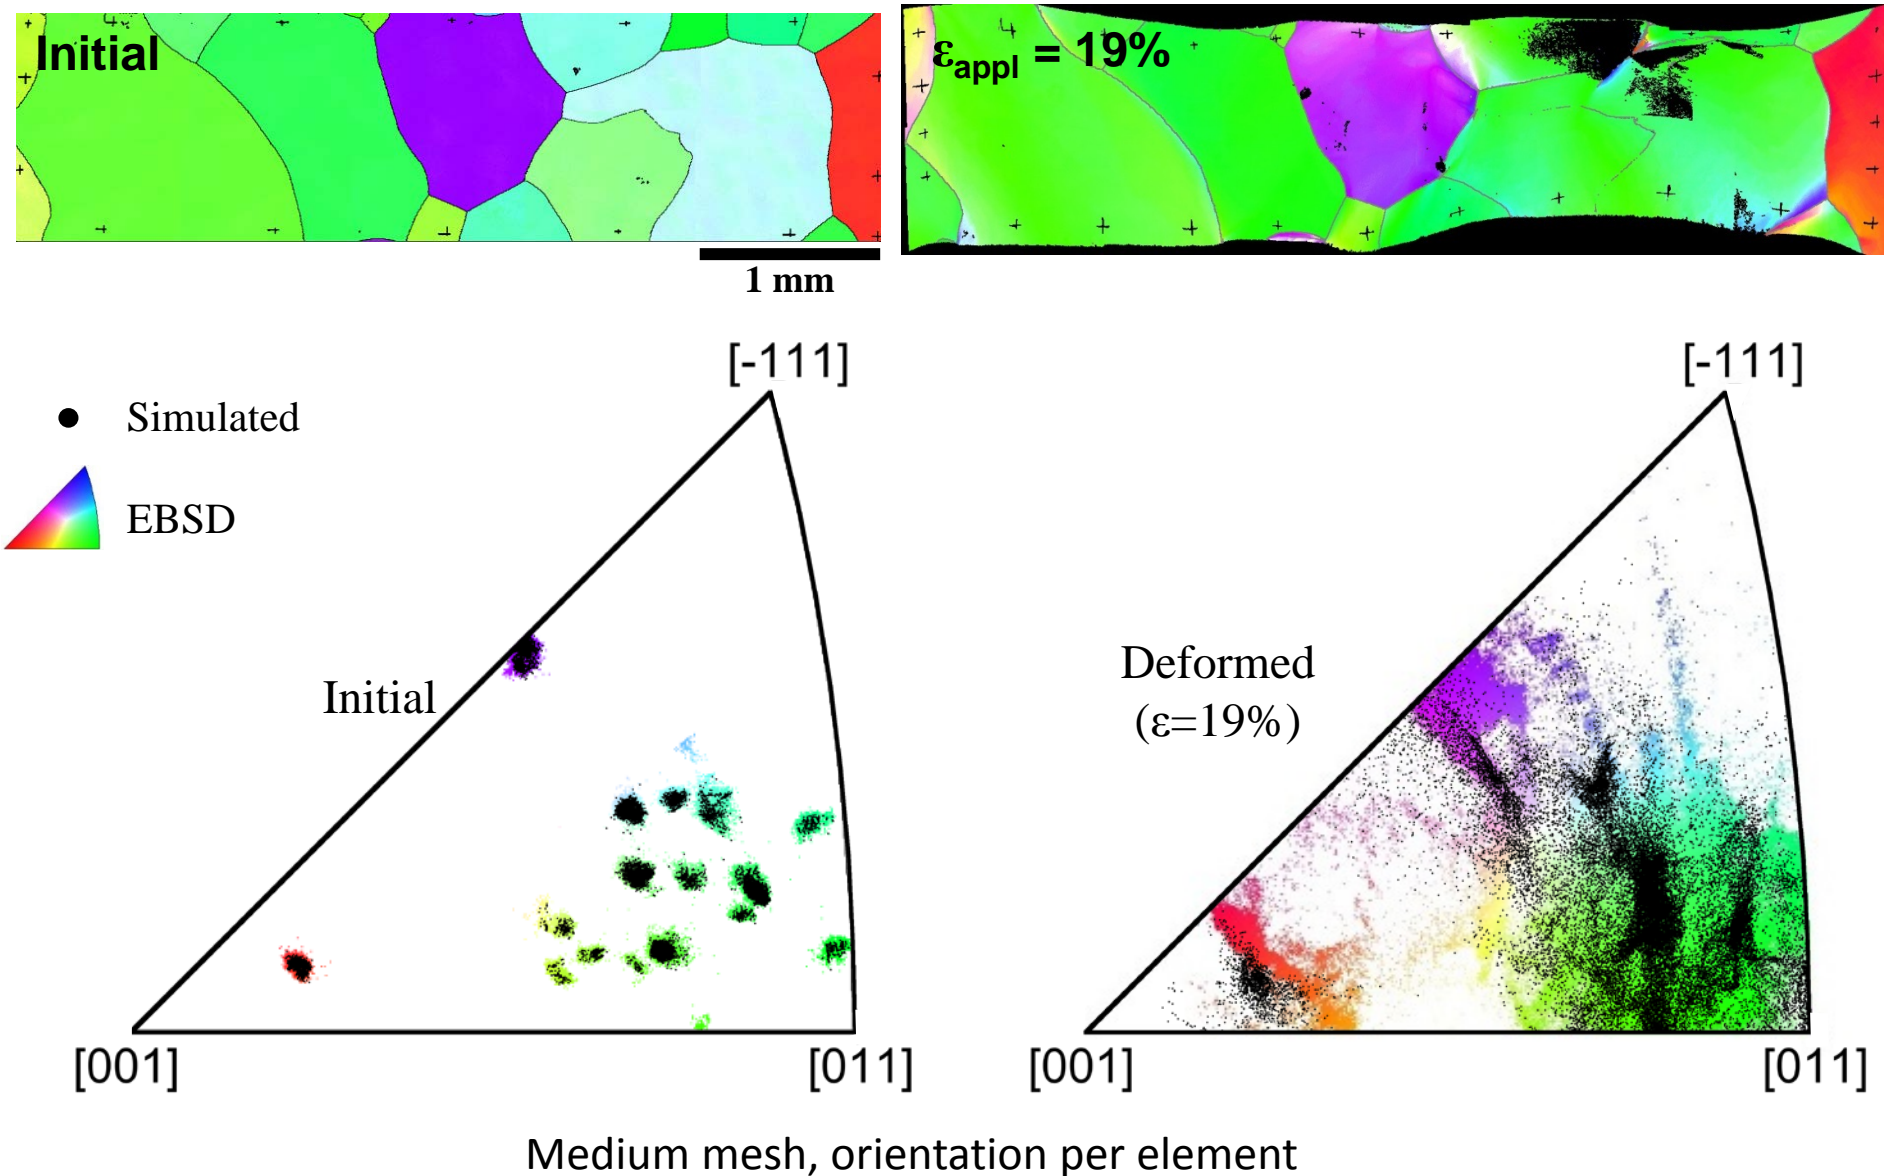 Initial
ε_appl = 19%
1 mm
[-111]
[-111]
Simulated
EBSD
Initial
Deformed
(ε=19%)
[001]
[011]
[001]
[011]
Medium mesh, orientation per element